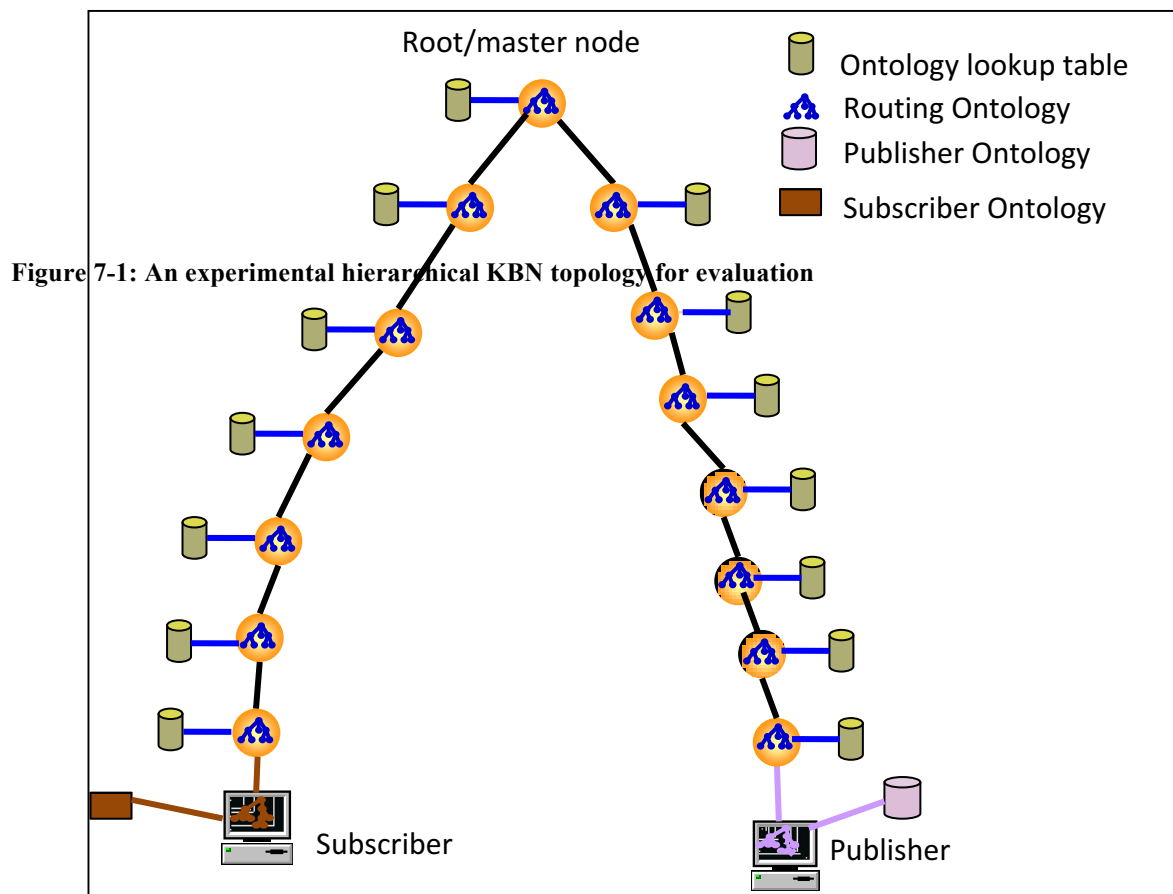 Root/master node
Ontology lookup table
Routing Ontology
Publisher Ontology
Subscriber Ontology
Figure 7-1: An experimental hierarchical KBN topology for evaluation
Subscriber
Publisher